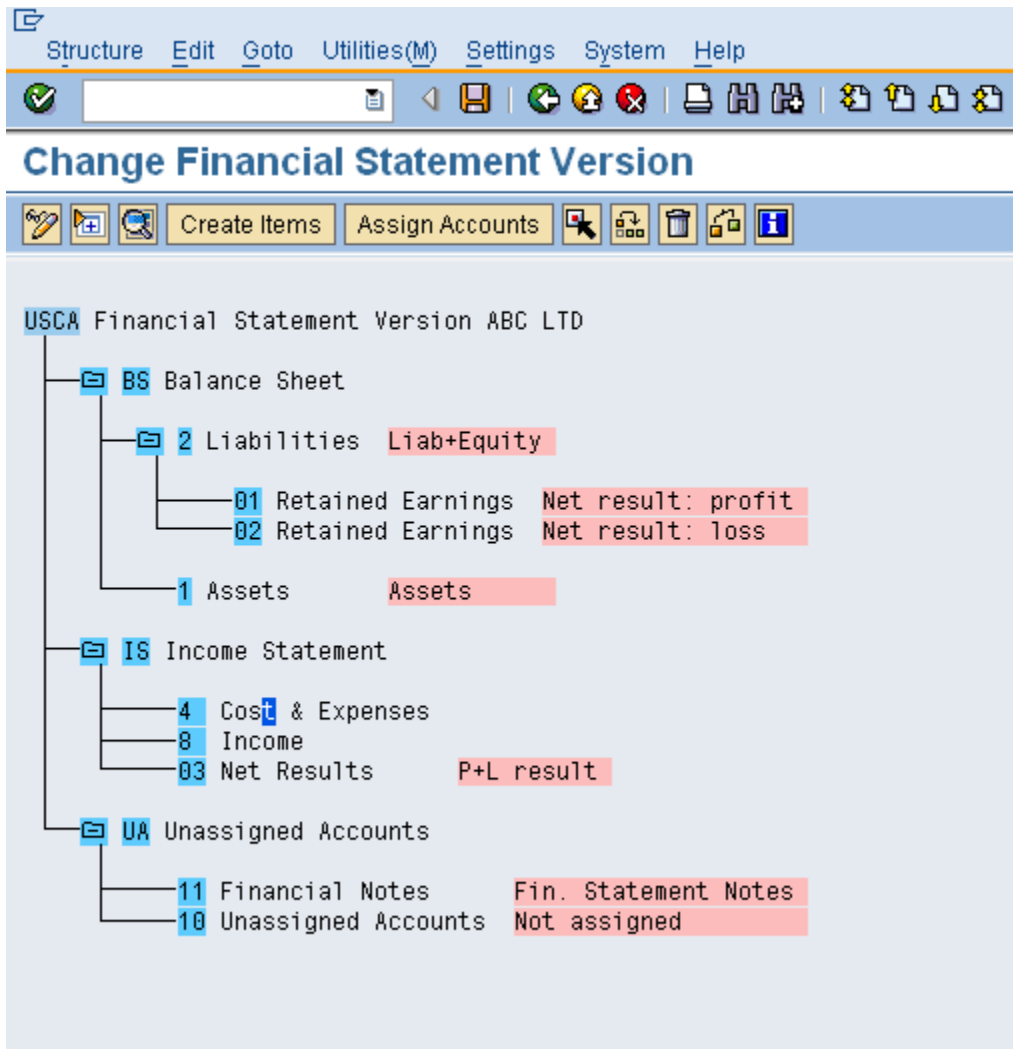 Structure Edit Goto Utilities(M) Settings System Help
Change Financial Statement Version
Create Items Assign Accounts
USCA Financial Statement Version ABC LTD
BS Balance Sheet
2 Liabilities Liab+Equity
01 Retained Earnings Net result: profit
02 Retained Earnings Net result: loss
1 Assets Assets
IS Income Statement
4 Cost & Expenses
8 Income
03 Net Results P+L result
UA Unassigned Accounts
11 Financial Notes Fin. Statement Notes
10 Unassigned Accounts Not assigned